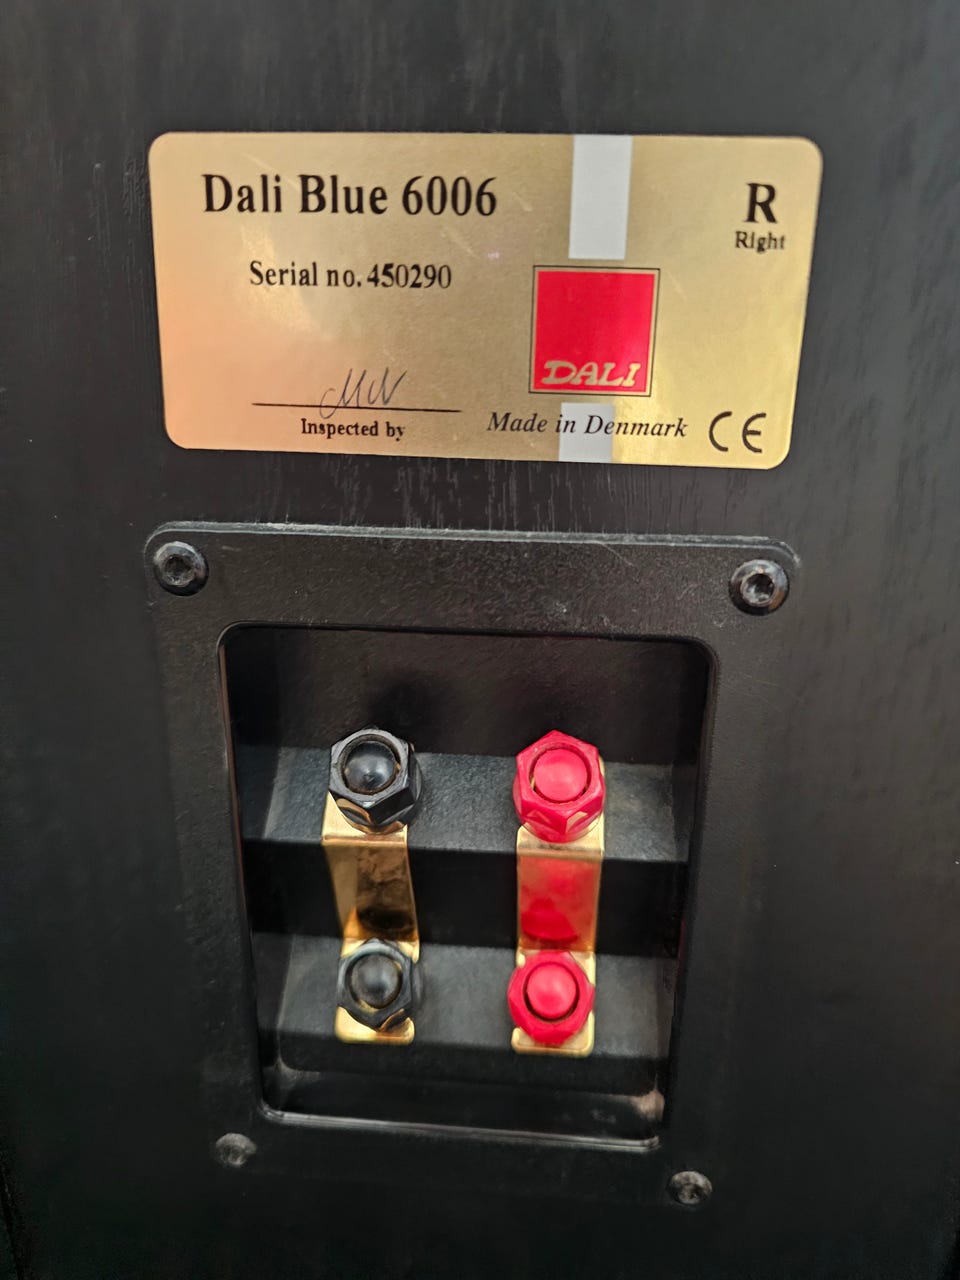 Dali Blue 6006
R
Right
Serial no. 450290
DALI
Inspected by
Made in Denmark CE